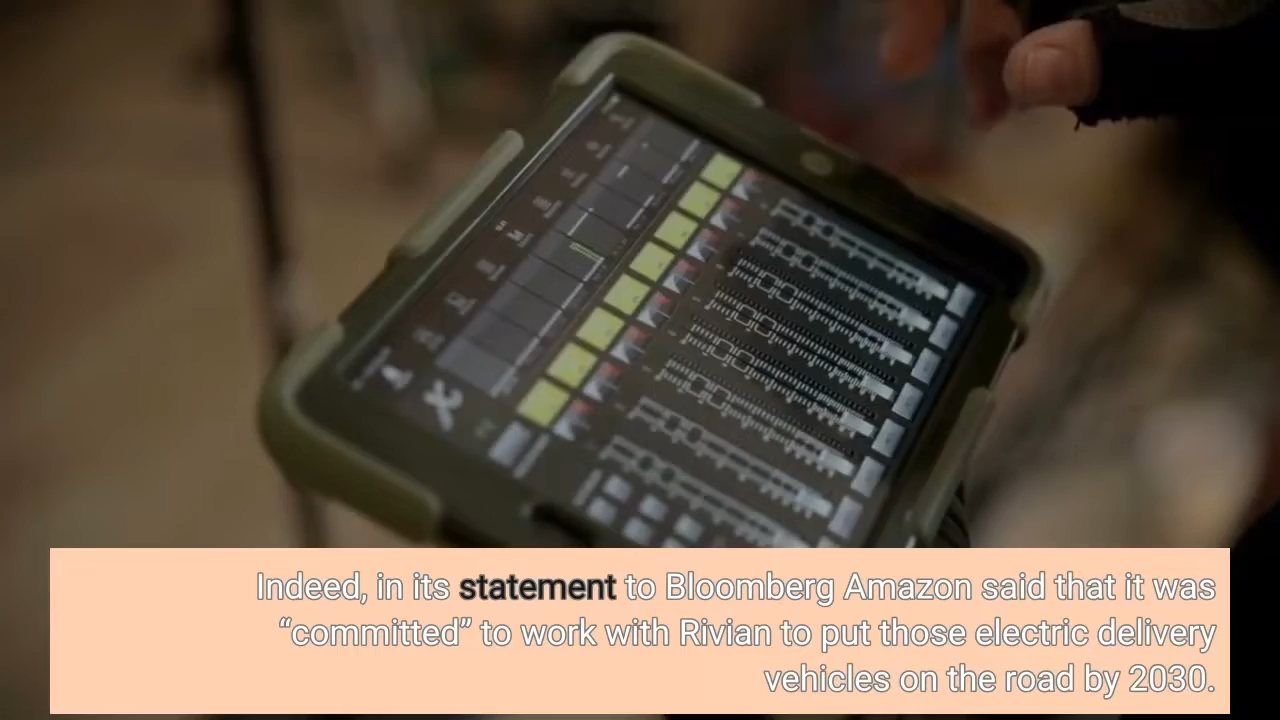 Indeed, in its statement to Bloomberg Amazon said that it was
“committed” to work with Rivian to put those electric delivery
vehicles on the road by 2030.